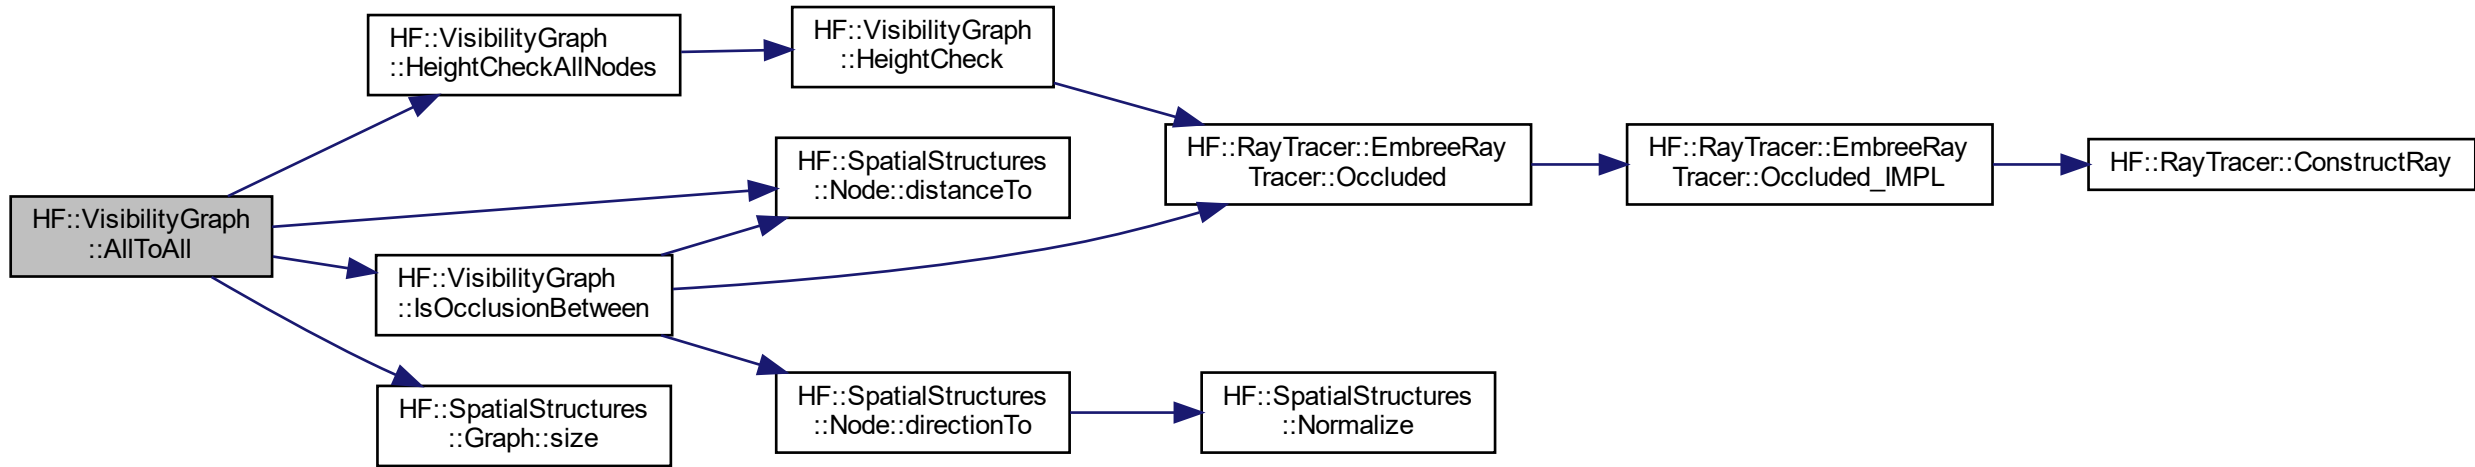 HF::VisibilityGraph
::AllToAll
HF::VisibilityGraph
::HeightCheckAllNodes
HF::VisibilityGraph
::HeightCheck
HF::SpatialStructures
::Node::distanceTo
HF::VisibilityGraph
::IsOcclusionBetween
HF::SpatialStructures
::Graph::size
HF::SpatialStructures
::Node::directionTo
HF::RayTracer::EmbreeRay
Tracer::Occluded
HF::SpatialStructures
::Normalize
HF::RayTracer::EmbreeRay
Tracer::Occluded_IMPL
HF::RayTracer::ConstructRay